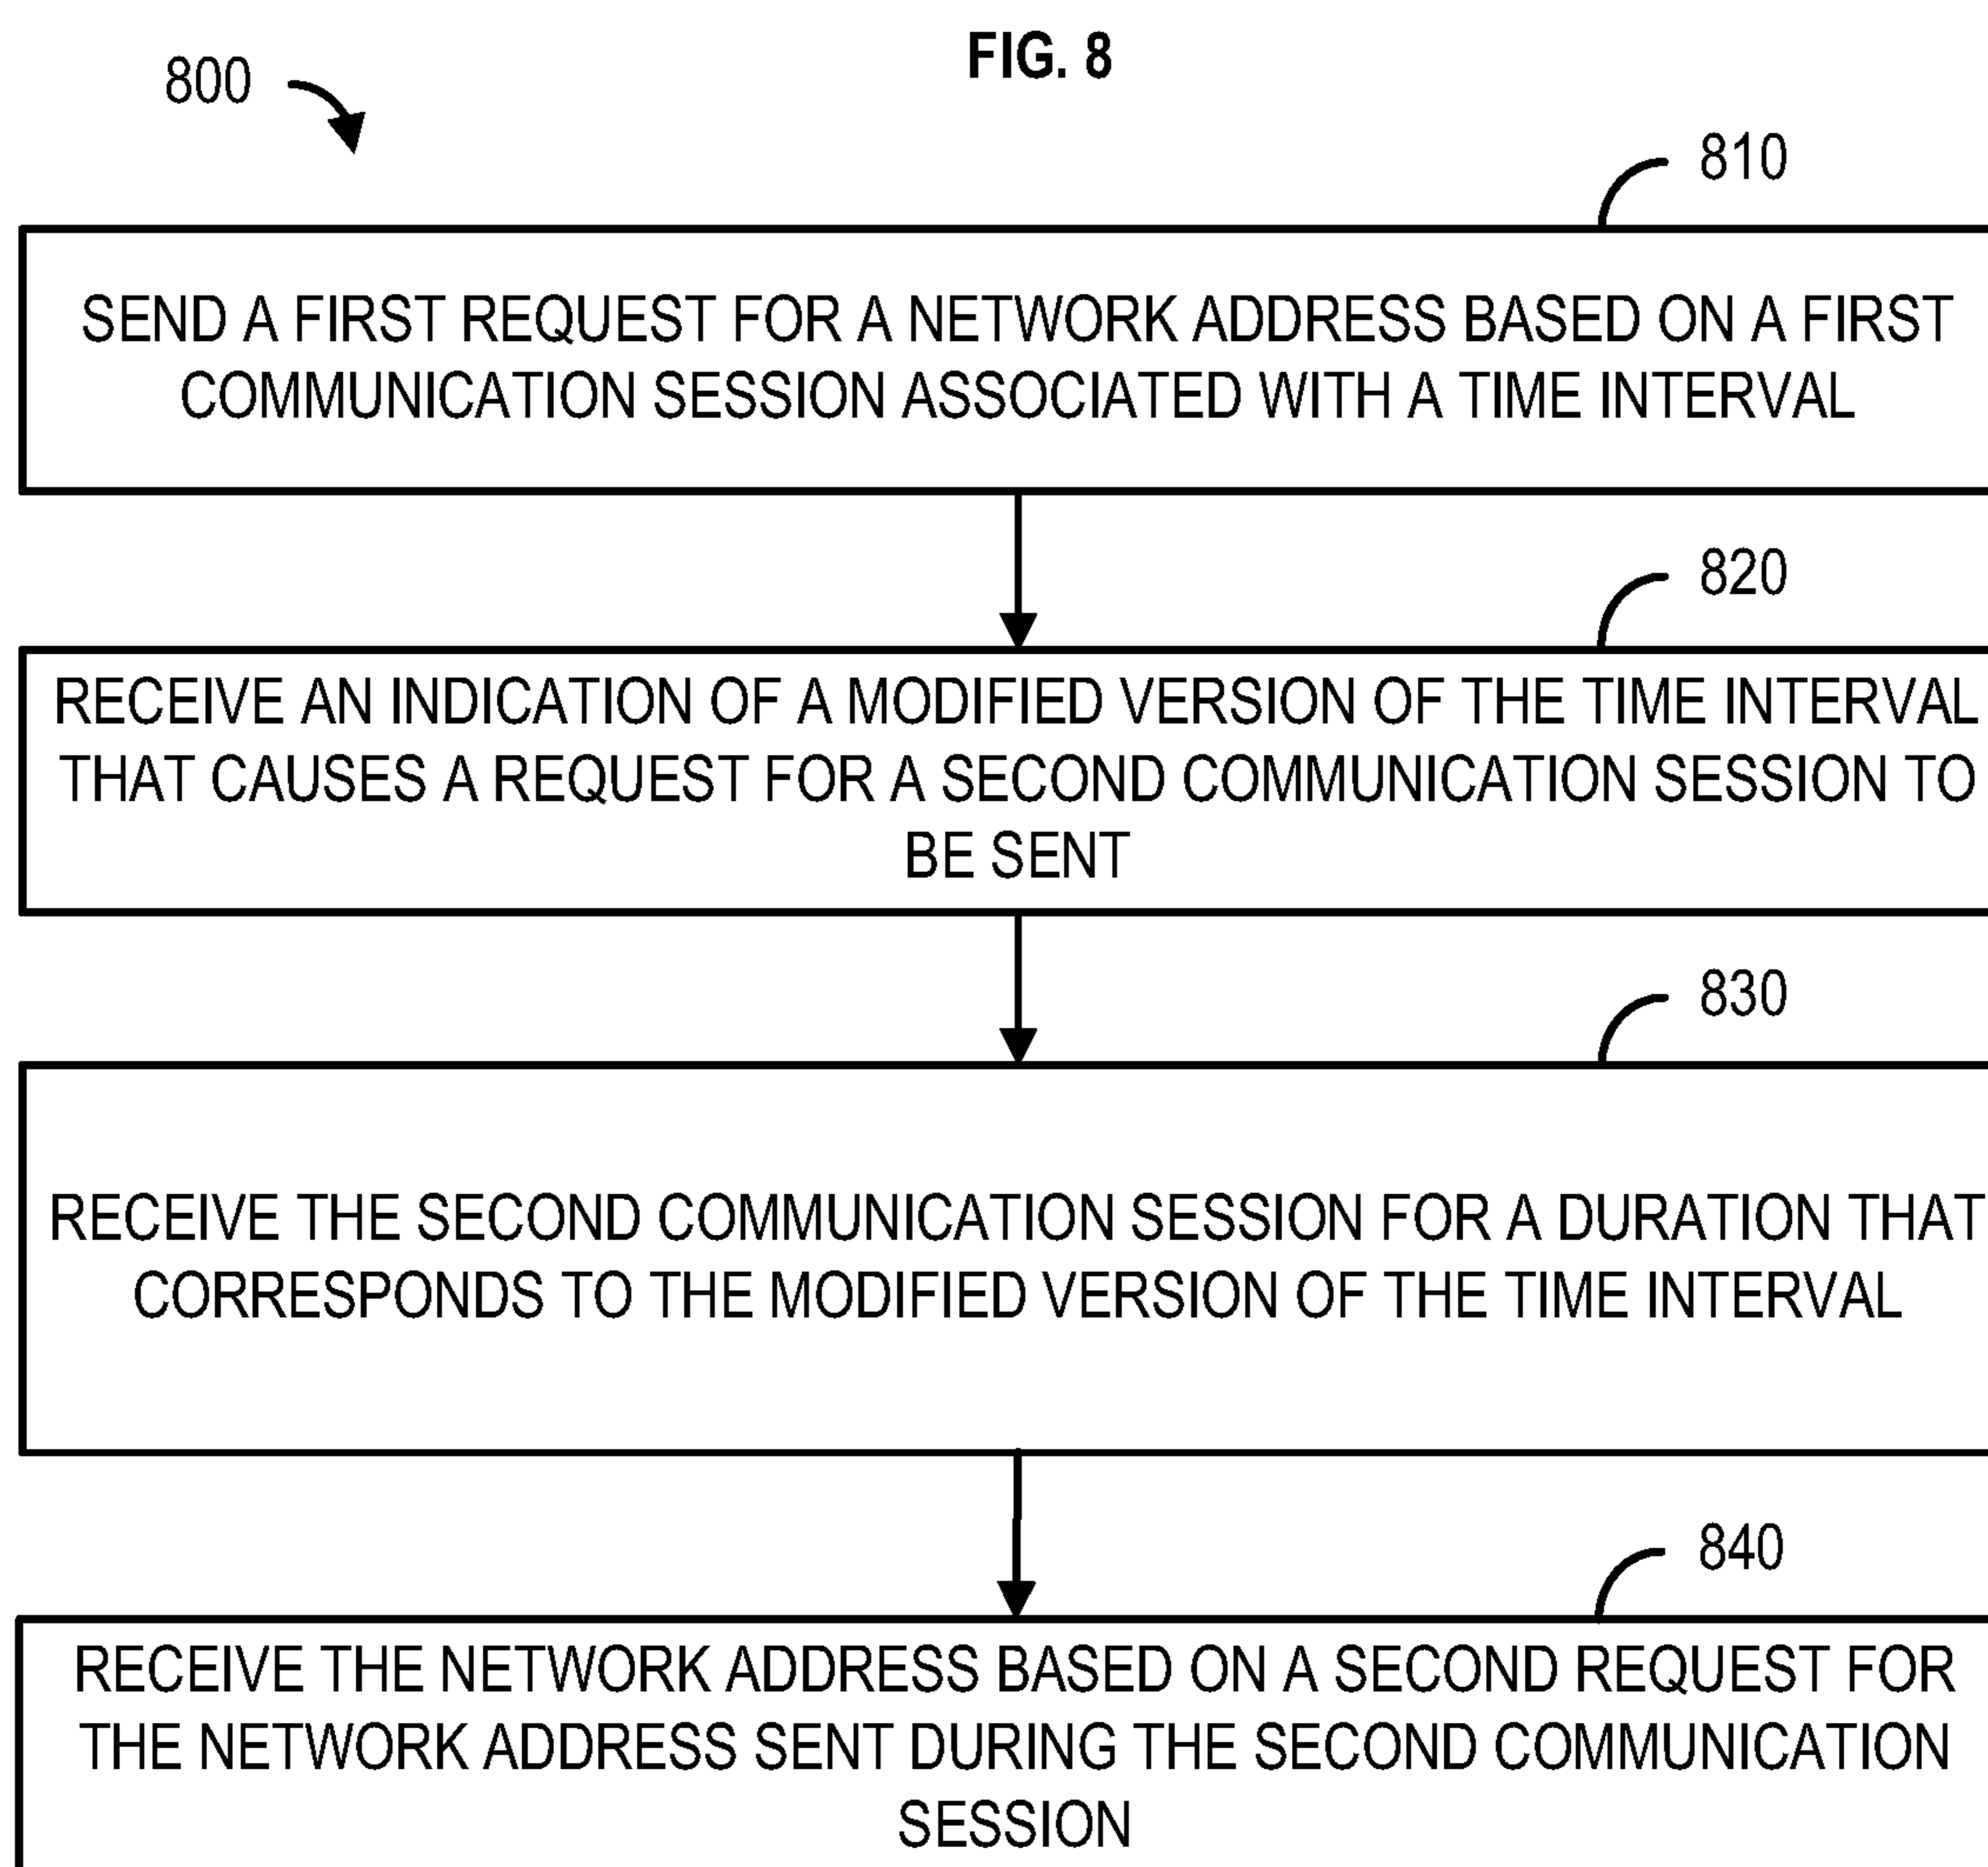 FIG. 8
800
810
SEND A FIRST REQUEST FOR A NETWORK ADDRESS BASED ON A FIRST
COMMUNICATION SESSION ASSOCIATED WITH A TIME INTERVAL
820
RECEIVE AN INDICATION OF A MODIFIED VERSION OF THE TIME INTERVAL
THAT CAUSES A REQUEST FOR A SECOND COMMUNICATION SESSION TO
BE SENT
830
RECEIVE THE SECOND COMMUNICATION SESSION FOR A DURATION THAT
CORRESPONDS TO THE MODIFIED VERSION OF THE TIME INTERVAL
840
RECEIVE THE NETWORK ADDRESS BASED ON A SECOND REQUEST FOR
THE NETWORK ADDRESS SENT DURING THE SECOND COMMUNICATION
SESSION